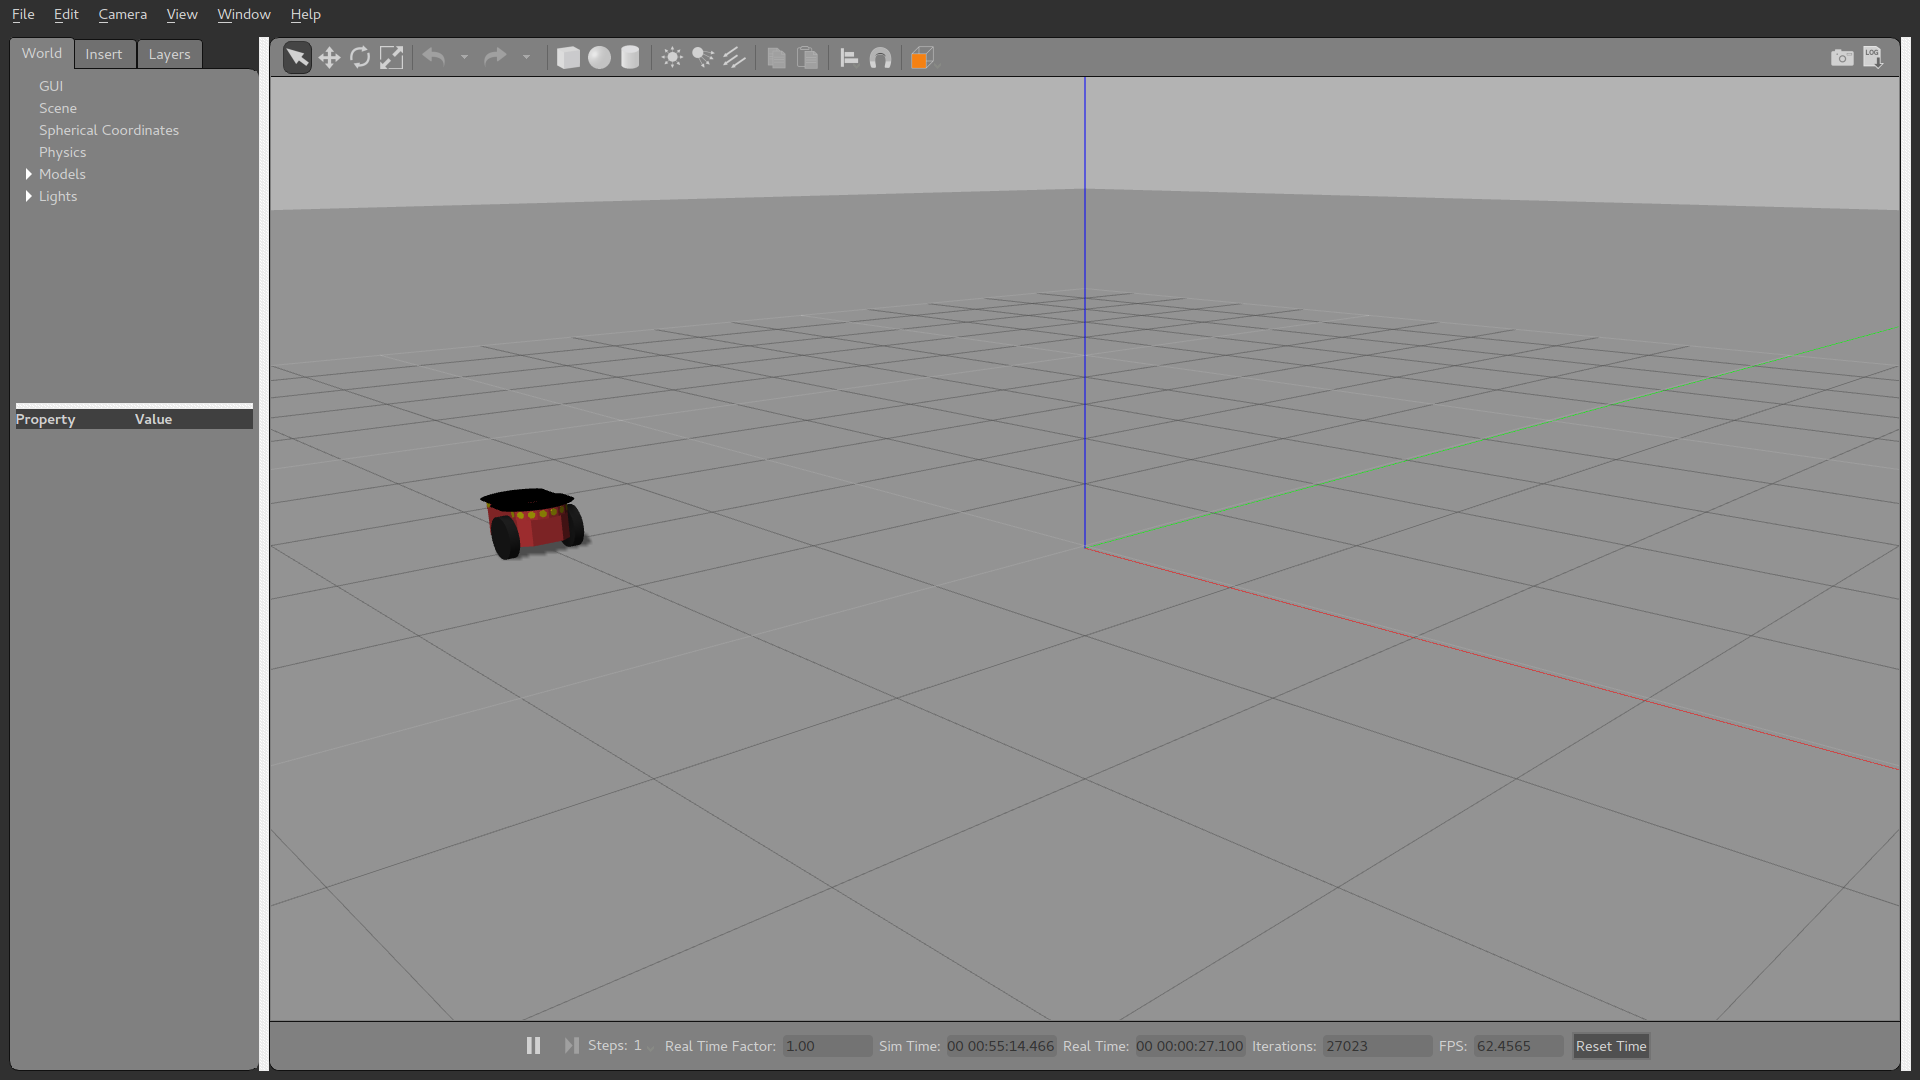 File Edit Camera View Window Help
World Insert Layers
LOG
GUI
Scene
Spherical Coordinates
Physics
Models
Lights
Property Value
Steps: 1 Real Time Factor: 1.00 Sim Time: 00 00:55:14.466 Real Time: 00 00:00:27.100 Iterations: 27023 FPS: 62.4565 Reset Time